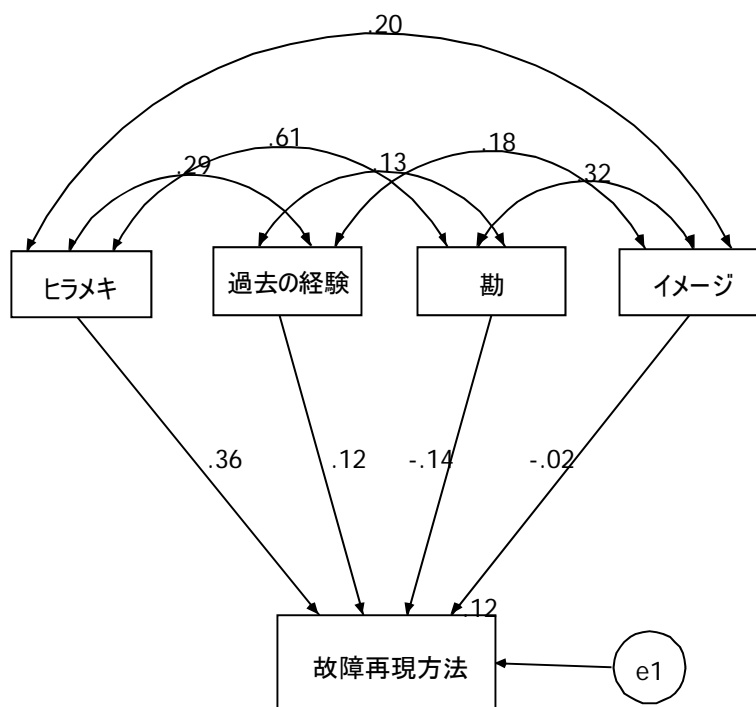 .20
.61
.18
.29
.13
.32
ヒラメキ
過去の経験
勘
イメージ
.36
.12
-.14
-.02
.12
故障再現方法
e1